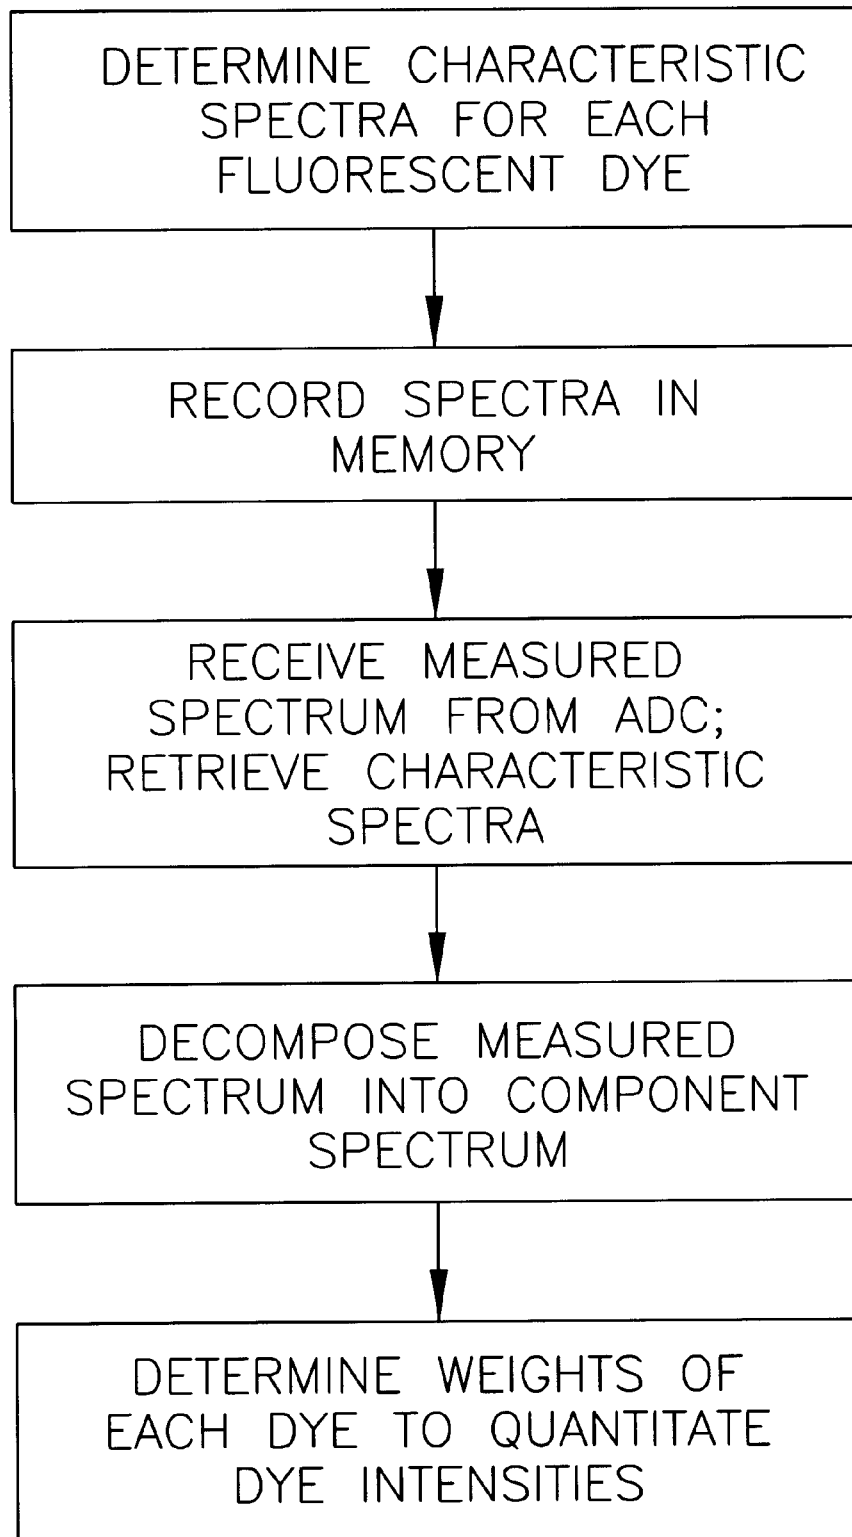 DETERMINE CHARACTERISTIC
SPECTRA FOR EACH
FLUORESCENT DYE
RECORD SPECTRA IN
MEMORY
RECEIVE MEASURED
SPECTRUM FROM ADC;
RETRIEVE CHARACTERISTIC
SPECTRA
DECOMPOSE MEASURED
SPECTRUM INTO COMPONENT
SPECTRUM
DETERMINE WEIGHTS OF
EACH DYE TO QUANTITATE
DYE INTENSITIES